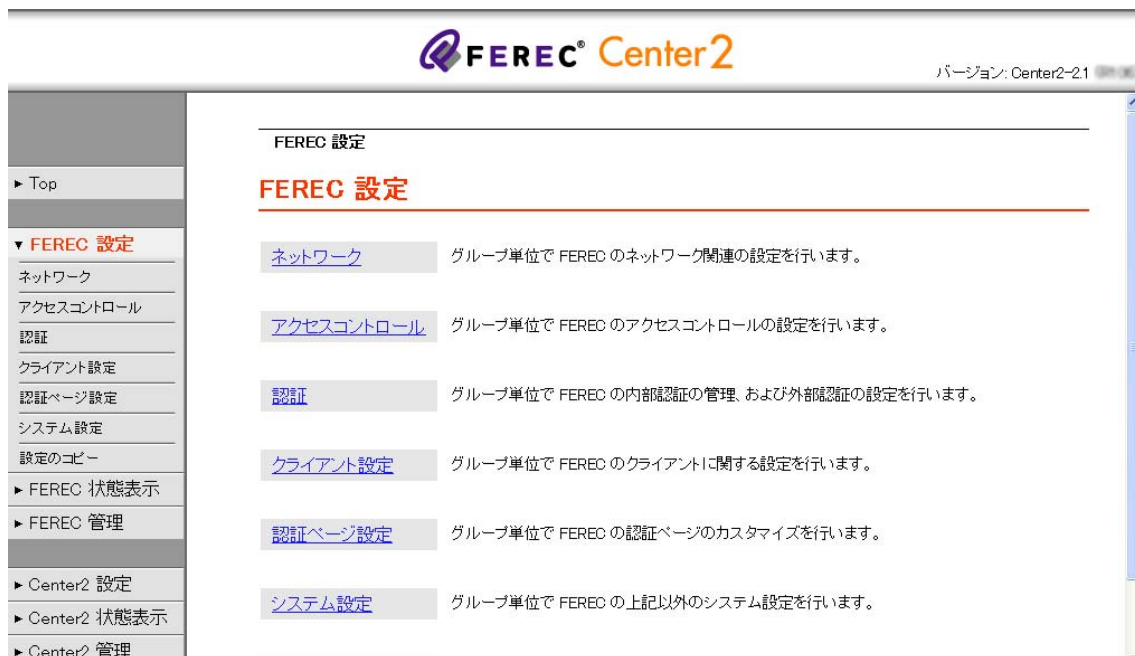 FEREC® Center2
バージョン: Center2-2.1
► Top
▼ FEREC 設定
ネットワーク
アクセスコントロール
認証
クライアント設定
認証ページ設定
システム設定
設定のコピー
► FEREC 状態表示
► FEREC 管理
► Center2 設定
► Center2 状態表示
► Center2 管理
FEREC 設定
FEREC 設定
ネットワーク グループ単位で FEREC のネットワーク関連の設定を行います。
アクセスコントロール グループ単位で FEREC のアクセスコントロールの設定を行います。
認証 グループ単位で FEREC の内部認証の管理、および外部認証の設定を行います。
クライアント設定 グループ単位で FEREC のクライアントに関する設定を行います。
認証ページ設定 グループ単位で FEREC の認証ページのカスタマイズを行います。
システム設定 グループ単位で FEREC の上記以外のシステム設定を行います。